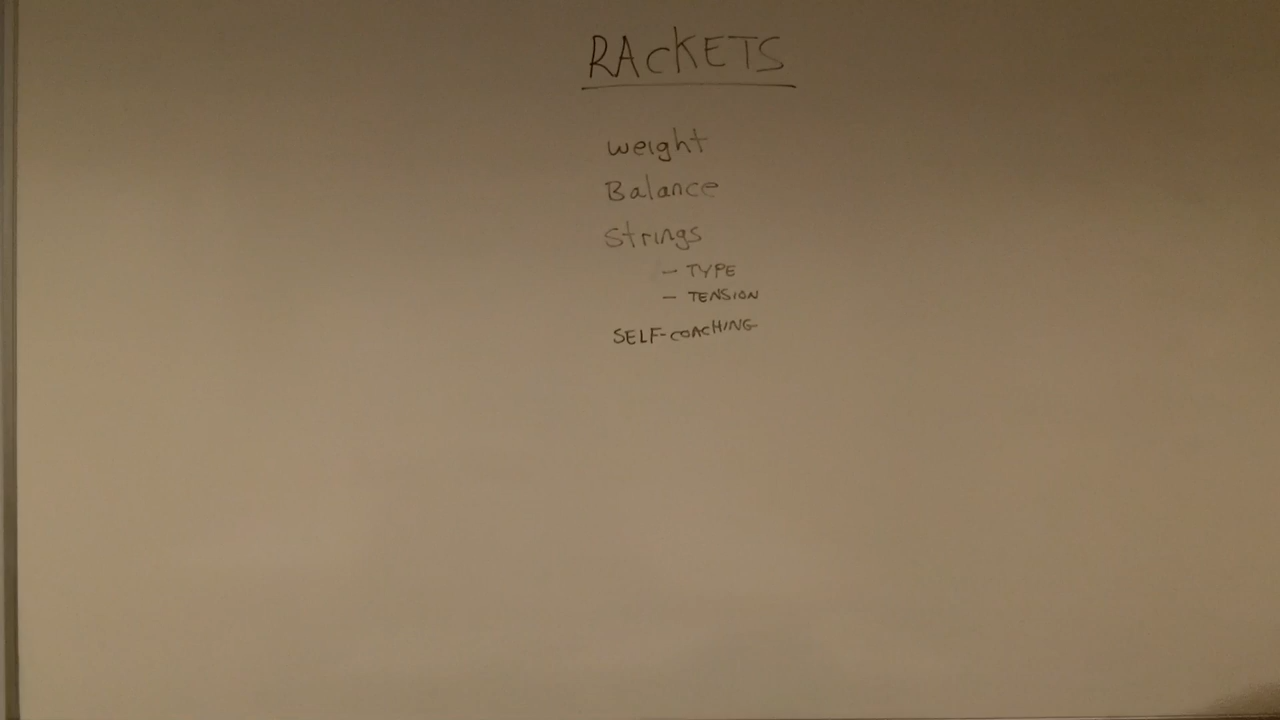 RACKETS
weight
Balance
Strings
- TYPE
- TENSION
SELF-COACHING